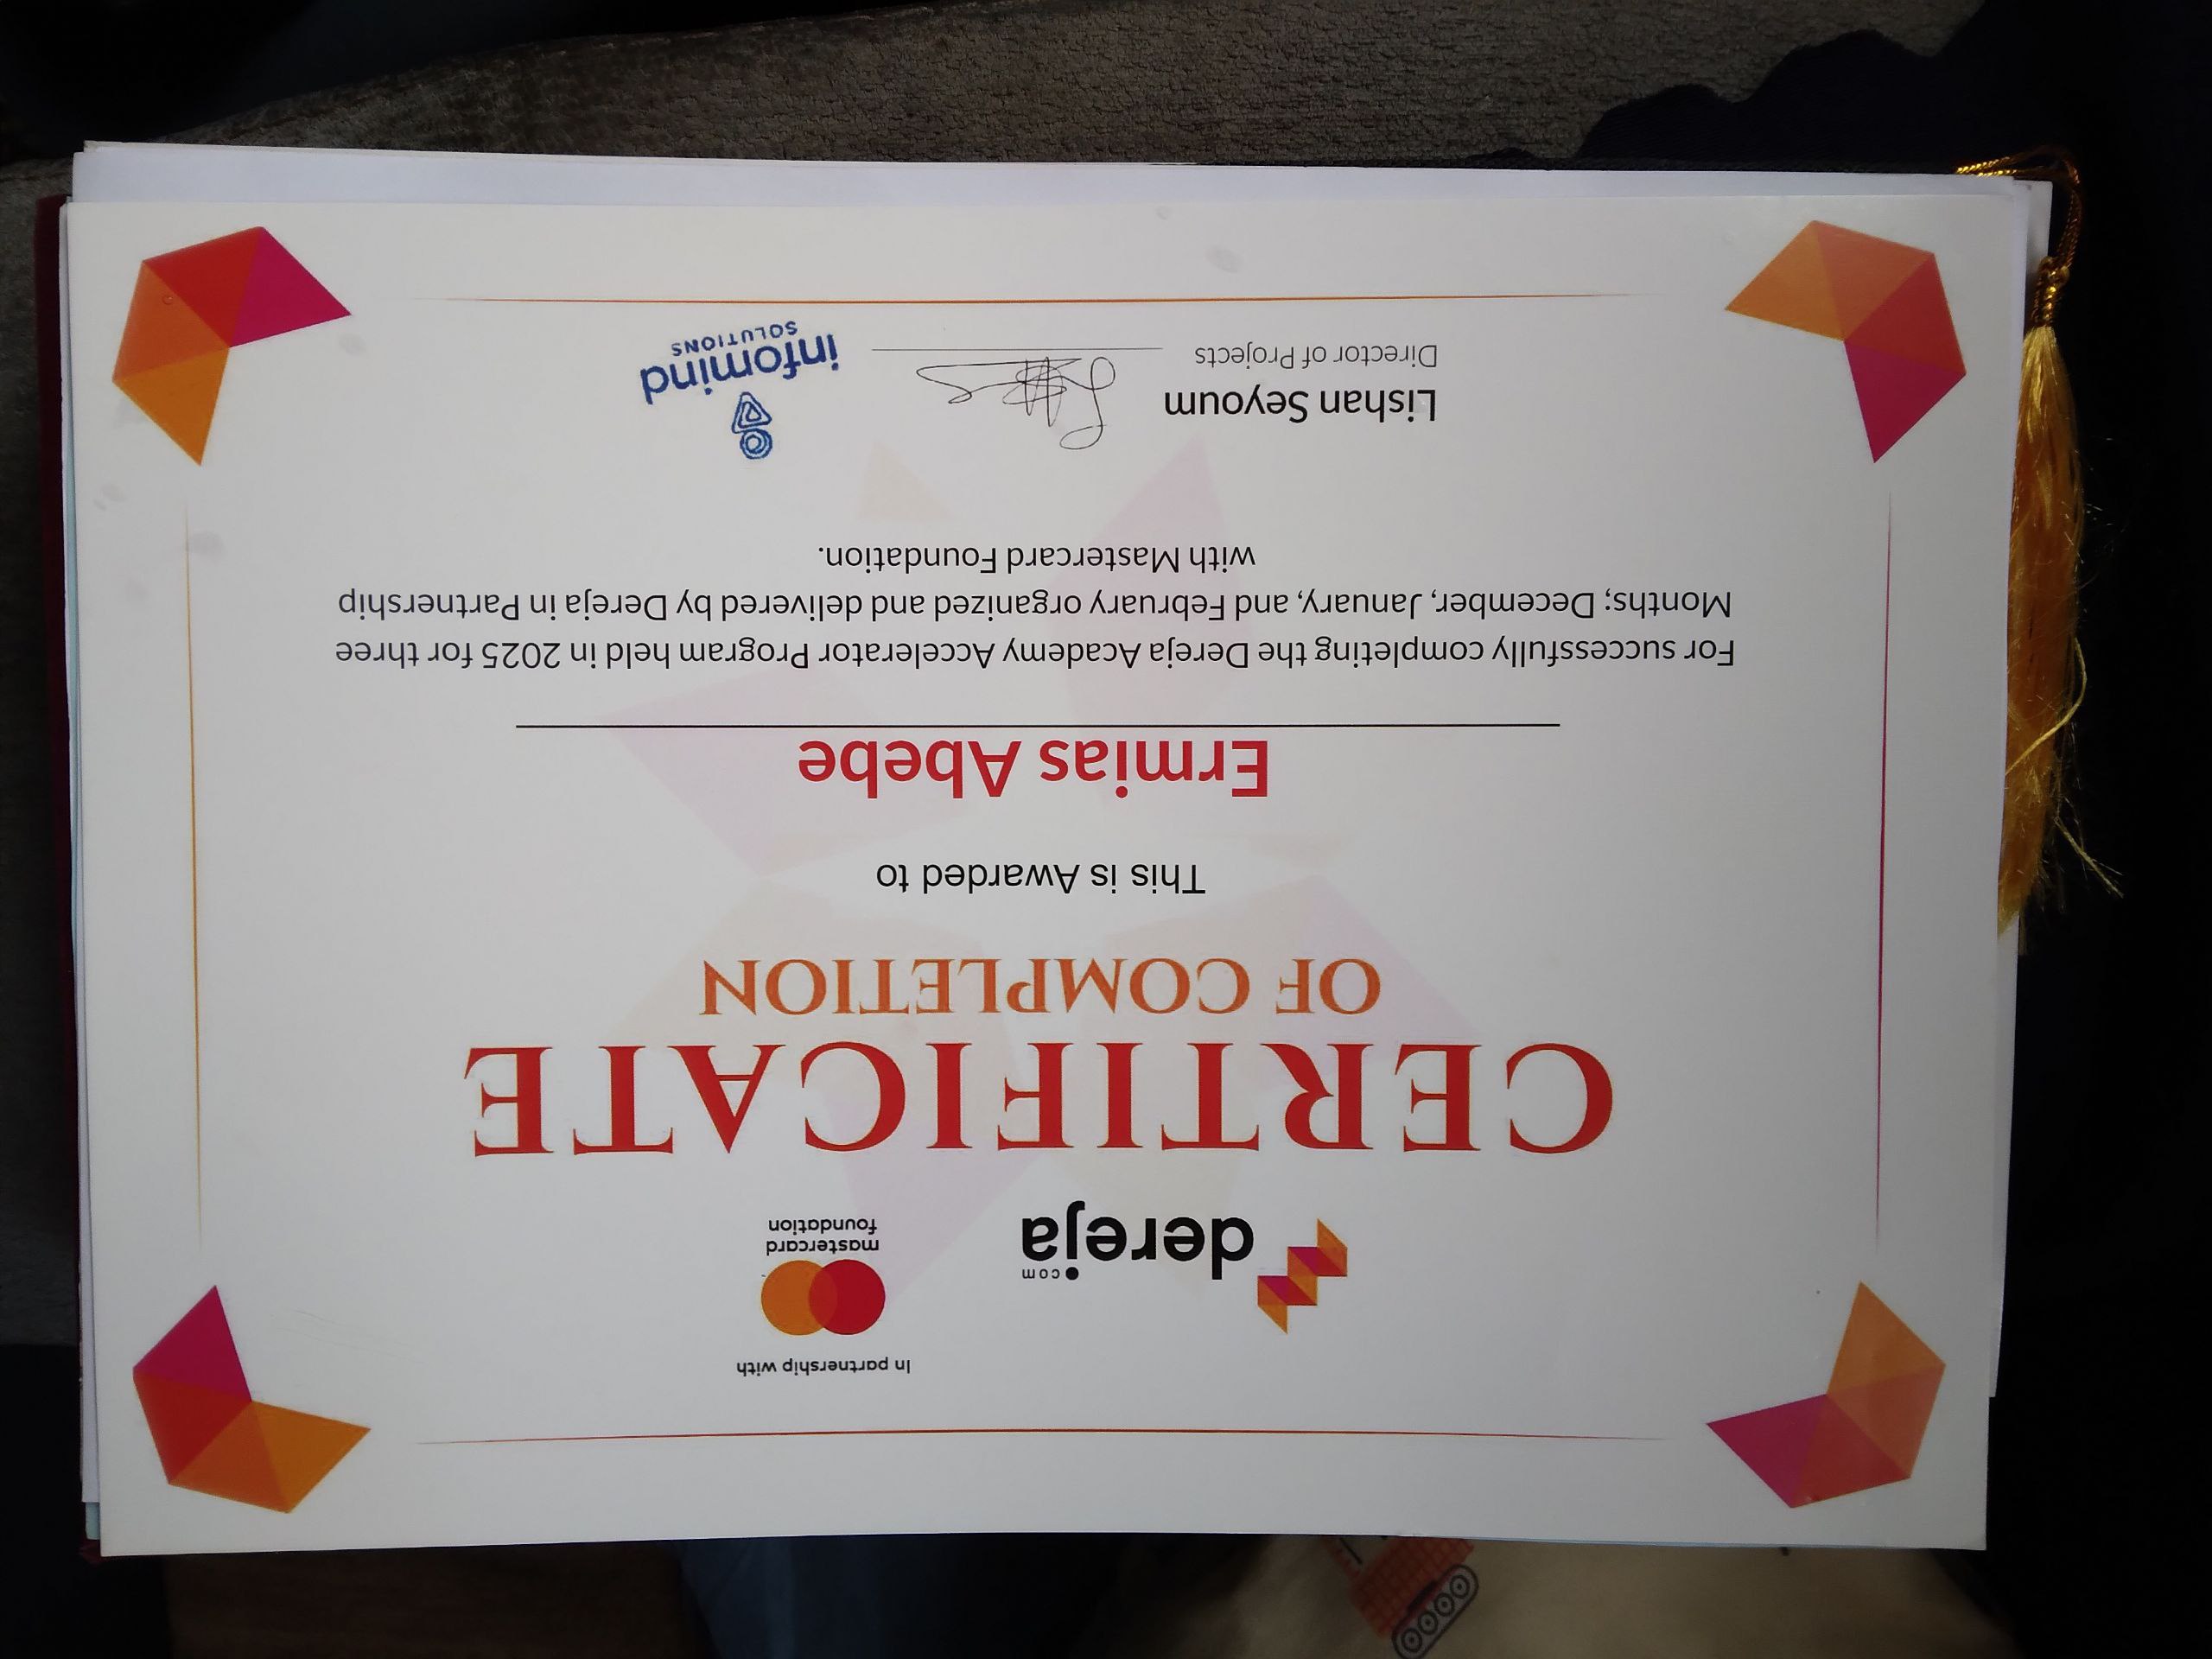 In partnership with
dereja.com
mastercard
foundation
CERTIFICATE
OF COMPLETION
This is Awarded to
Ermias Abebe
For successfully completing the Dereja Academy Accelerator Program held in 2025 for three
Months; December, January, and February organized and delivered by Dereja in Partnership
with Mastercard Foundation.
Lishan Seyoum
Director of Projects
infomind
SOLUTIONS